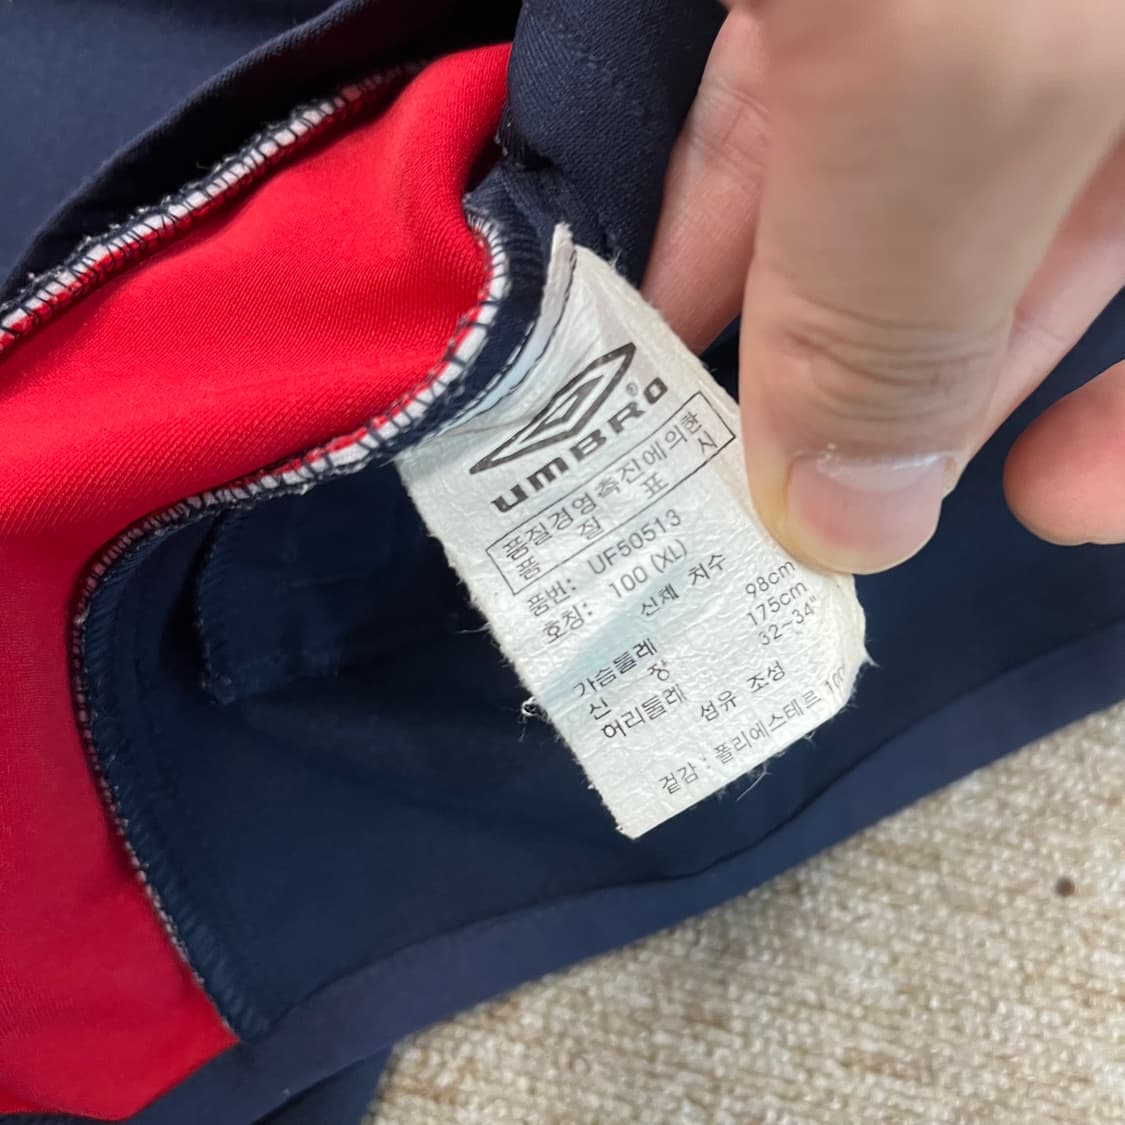 UMBRO®
품질경영촉진에의한
품 질 표 시
품번: UF50513
호칭: 100 (XL)
신체 치수
가슴둘레 98cm
신 장 175cm
허리둘레 32~34"
섬유 조성
겉감 : 폴리에스테르 100